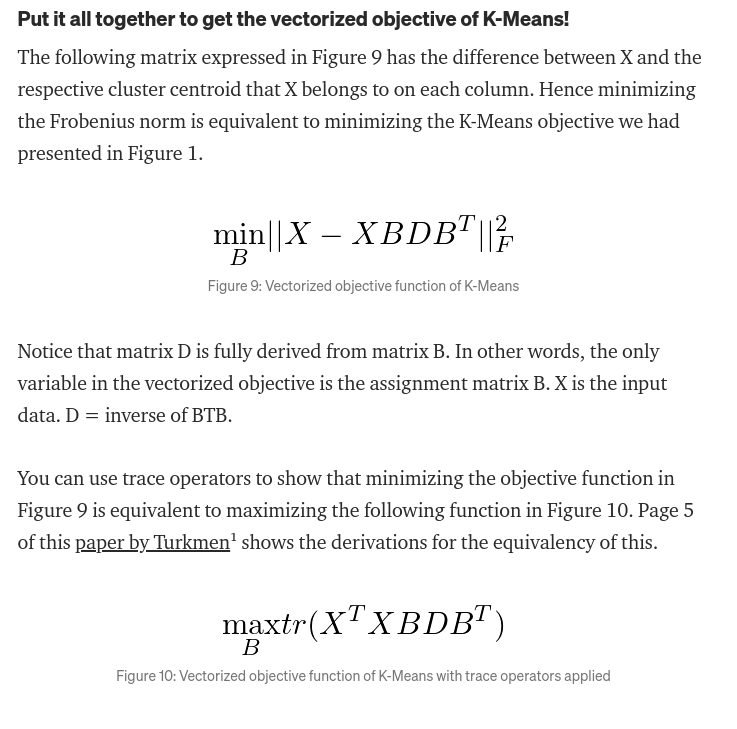 Put it all together to get the vectorized objective of K-Means!
The following matrix expressed in Figure 9 has the difference between X and the
respective cluster centroid that X belongs to on each column. Hence minimizing
the Frobenius norm is equivalent to minimizing the K-Means objective we had
presented in Figure 1.
min_B ||X − XBDB^T||_F^2
Figure 9: Vectorized objective function of K-Means
Notice that matrix D is fully derived from matrix B. In other words, the only
variable in the vectorized objective is the assignment matrix B. X is the input
data. D = inverse of BTB.
You can use trace operators to show that minimizing the objective function in
Figure 9 is equivalent to maximizing the following function in Figure 10. Page 5
of this paper by Turkmen¹ shows the derivations for the equivalency of this.
max_B tr(X^T XBDB^T)
Figure 10: Vectorized objective function of K-Means with trace operators applied